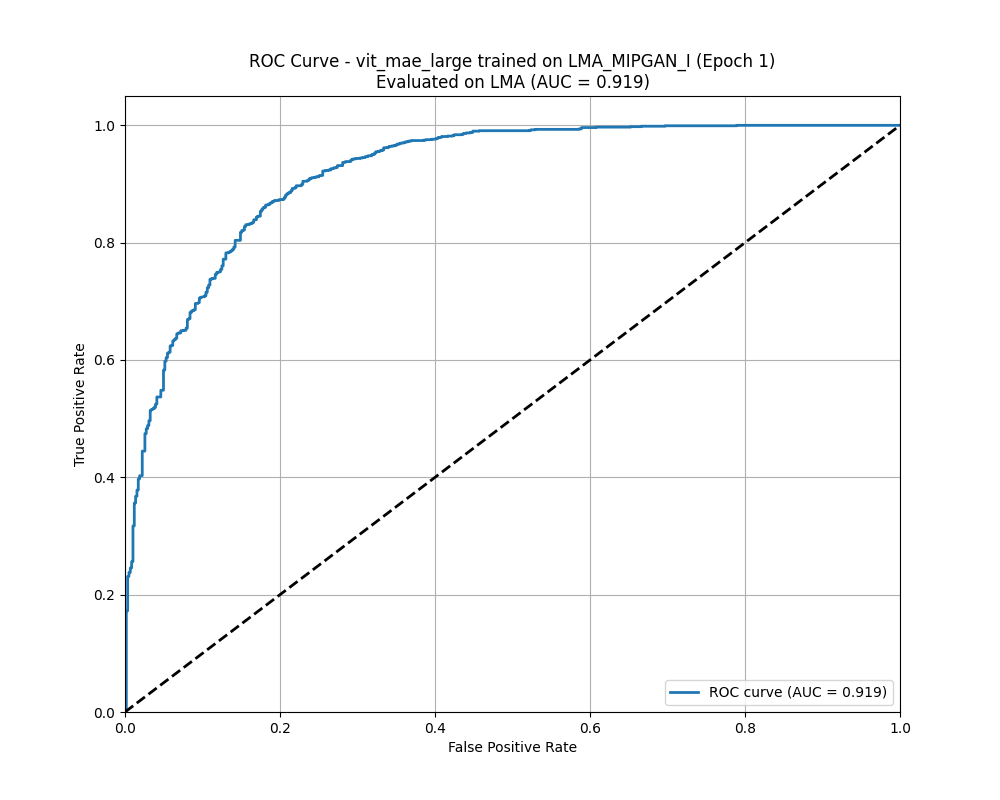 ROC Curve - vit_mae_large trained on LMA_MIPGAN_I (Epoch 1)
Evaluated on LMA (AUC = 0.919)
1.0
0.8
0.6
0.4
0.2
0.0
True Positive Rate
ROC curve (AUC = 0.919)
0.0 0.2 0.4 0.6 0.8 1.0
False Positive Rate